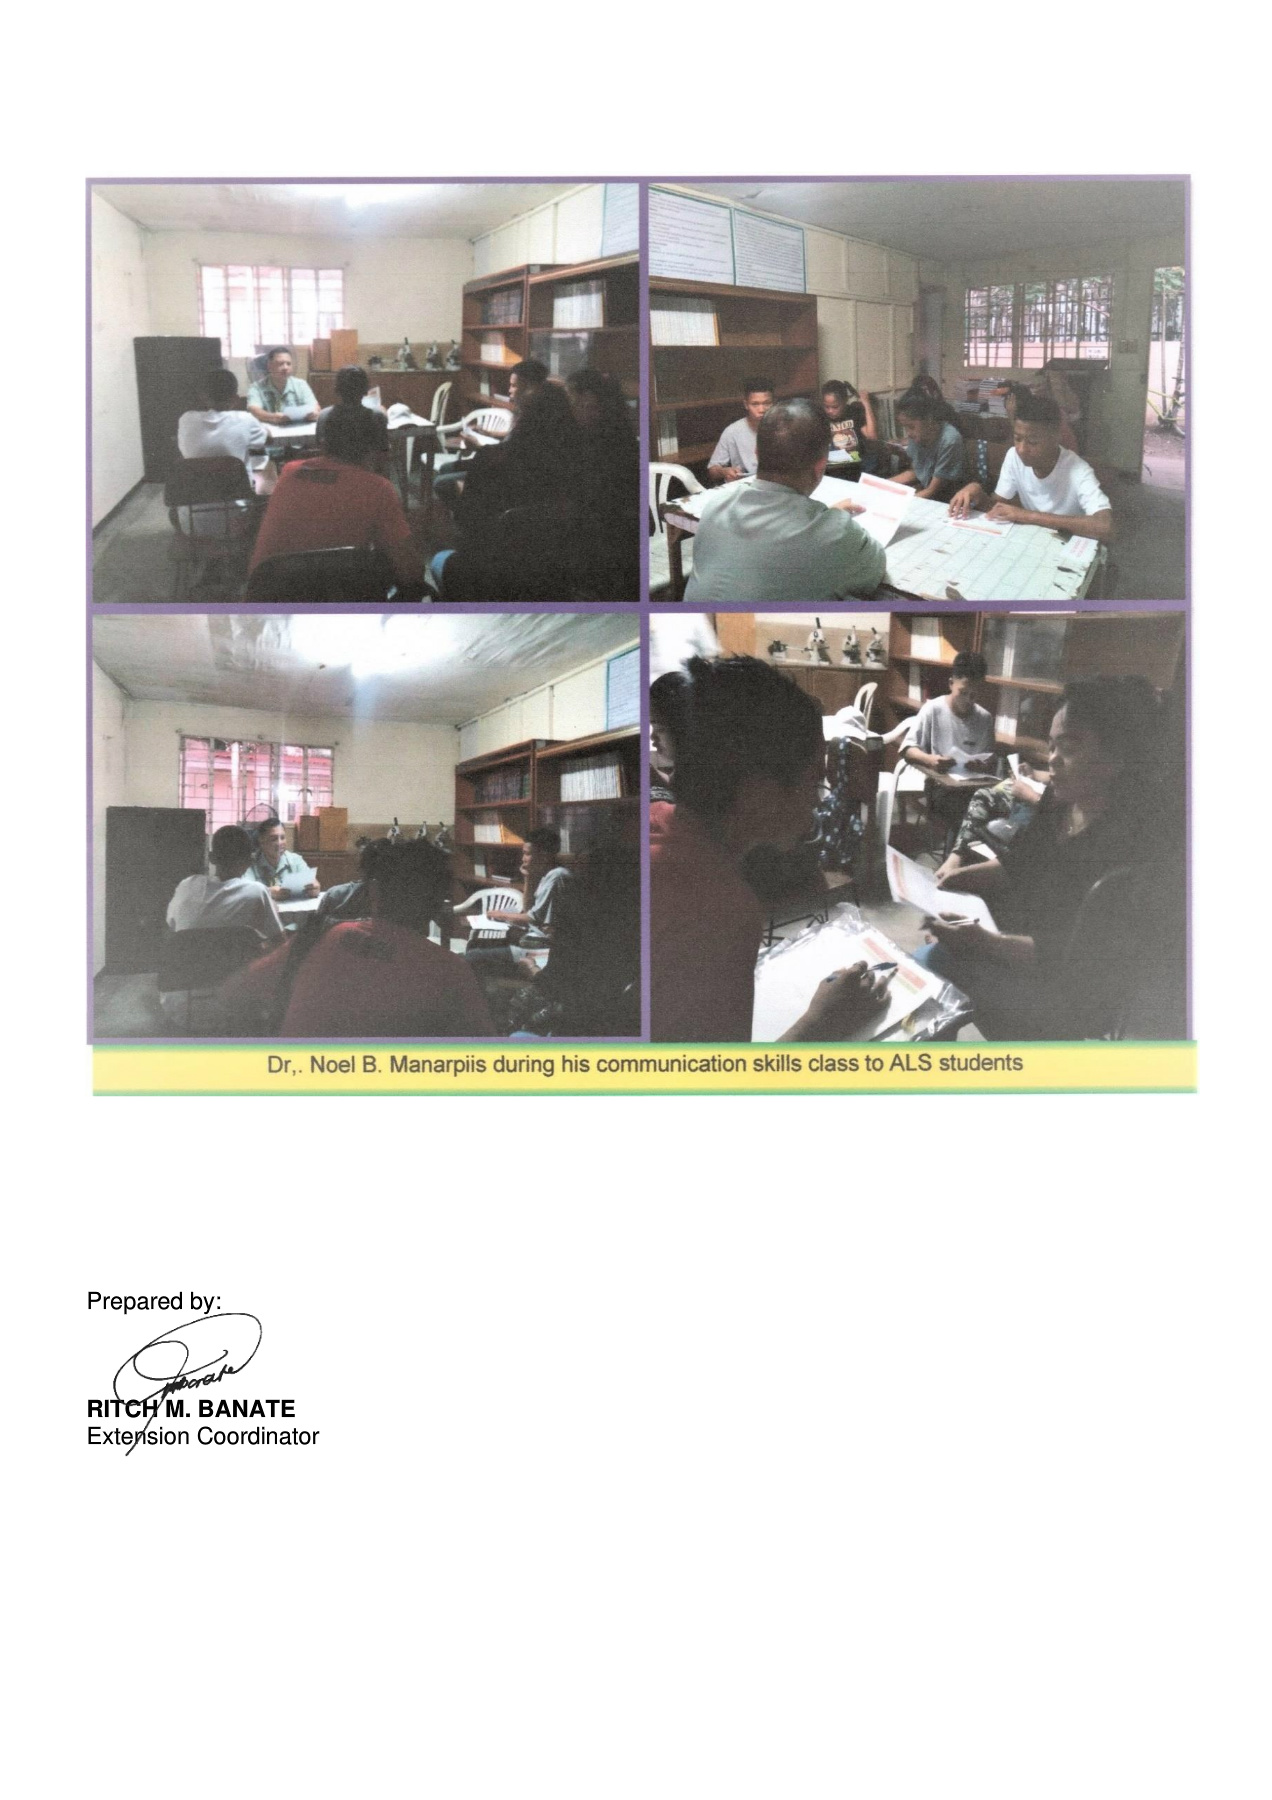 Dr,. Noel B. Manarpiis during his communication skills class to ALS students
Prepared by:
RITCH M. BANATE
Extension Coordinator